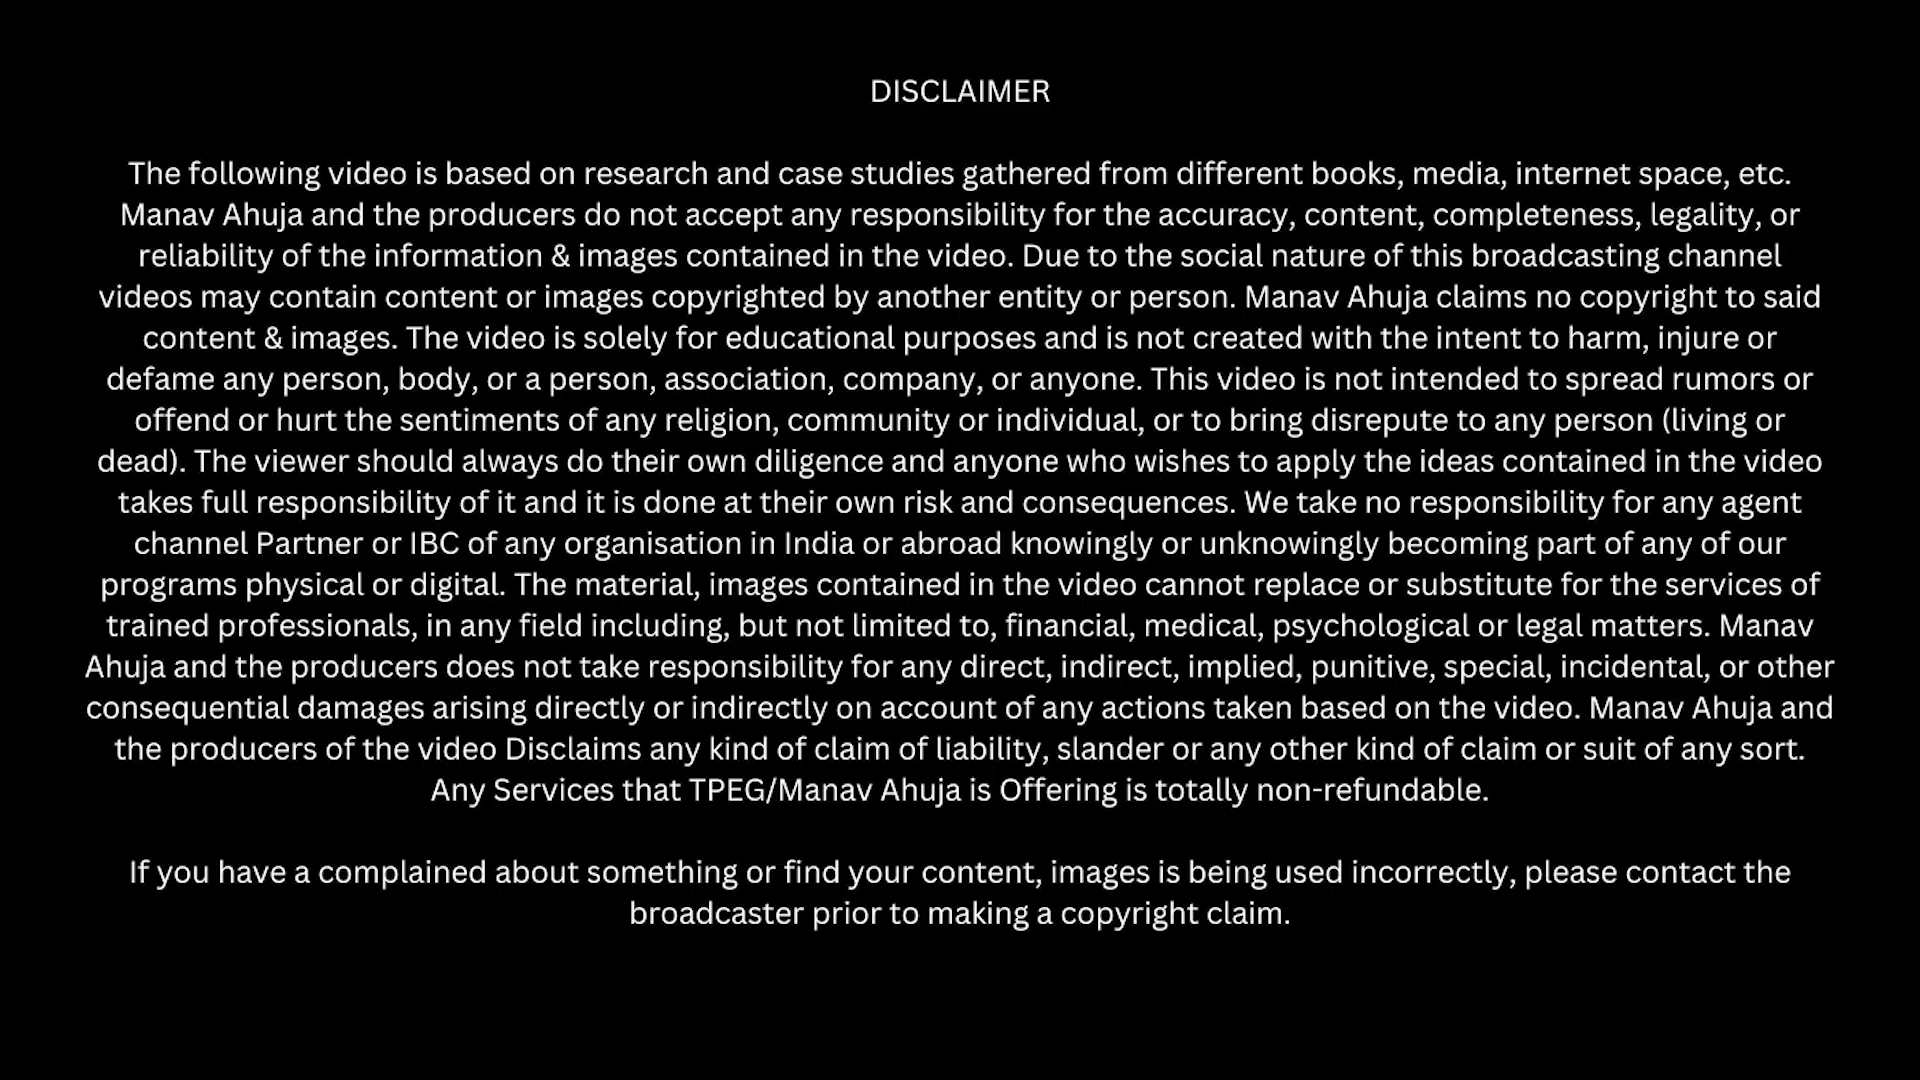 DISCLAIMER
The following video is based on research and case studies gathered from different books, media, internet space, etc.
Manav Ahuja and the producers do not accept any responsibility for the accuracy, content, completeness, legality, or
reliability of the information & images contained in the video. Due to the social nature of this broadcasting channel
videos may contain content or images copyrighted by another entity or person. Manav Ahuja claims no copyright to said
content & images. The video is solely for educational purposes and is not created with the intent to harm, injure or
defame any person, body, or a person, association, company, or anyone. This video is not intended to spread rumors or
offend or hurt the sentiments of any religion, community or individual, or to bring disrepute to any person (living or
dead). The viewer should always do their own diligence and anyone who wishes to apply the ideas contained in the video
takes full responsibility of it and it is done at their own risk and consequences. We take no responsibility for any agent
channel Partner or IBC of any organisation in India or abroad knowingly or unknowingly becoming part of any of our
programs physical or digital. The material, images contained in the video cannot replace or substitute for the services of
trained professionals, in any field including, but not limited to, financial, medical, psychological or legal matters. Manav
Ahuja and the producers does not take responsibility for any direct, indirect, implied, punitive, special, incidental, or other
consequential damages arising directly or indirectly on account of any actions taken based on the video. Manav Ahuja and
the producers of the video Disclaims any kind of claim of liability, slander or any other kind of claim or suit of any sort.
Any Services that TPEG/Manav Ahuja is Offering is totally non-refundable.
If you have a complained about something or find your content, images is being used incorrectly, please contact the
broadcaster prior to making a copyright claim.